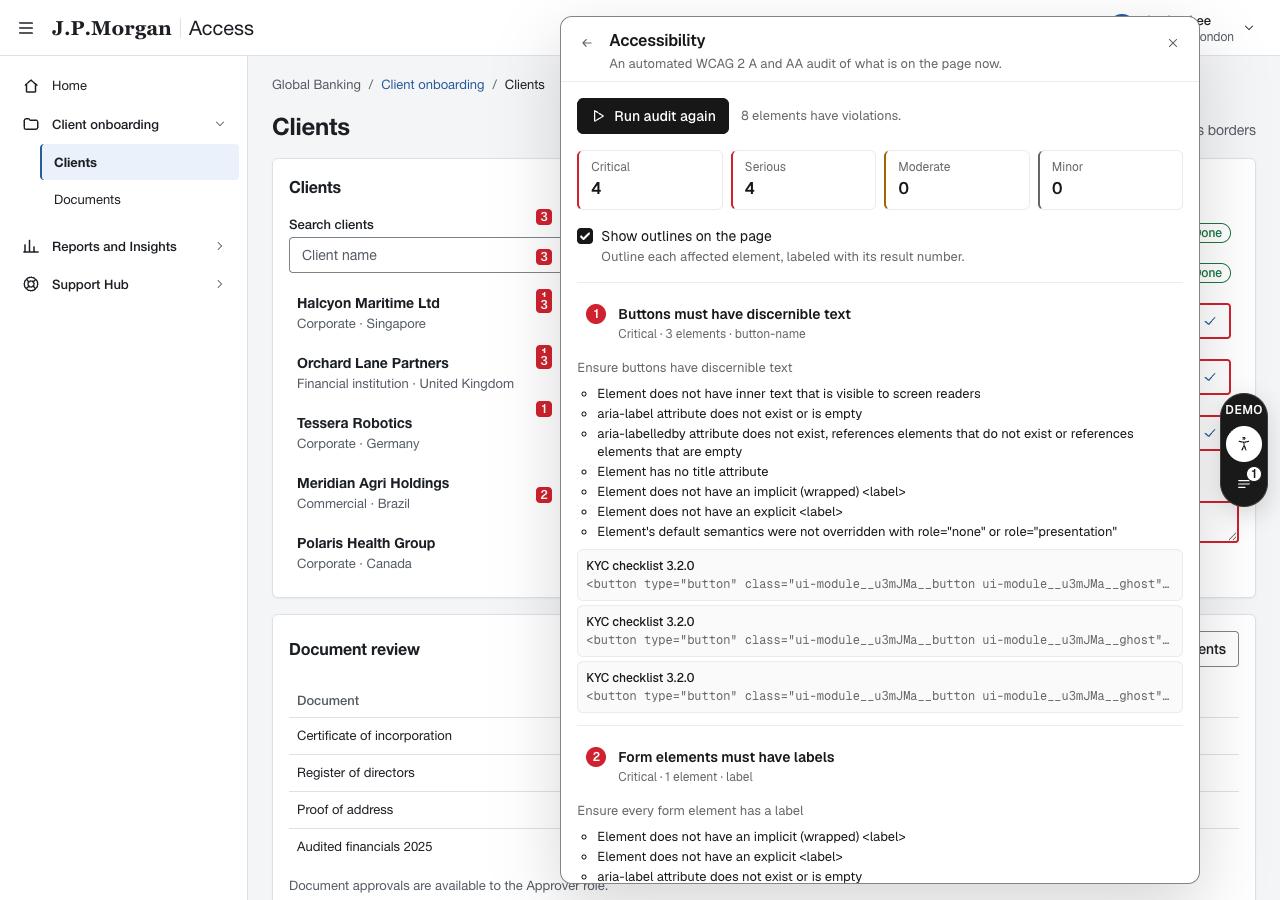 J.P.Morgan Access
ondon
Home
Client onboarding
Clients
Documents
Reports and Insights
Support Hub
Global Banking / Client onboarding / Clients
Clients
s borders
Clients
Search clients
Client name
Halcyon Maritime Ltd
Corporate · Singapore
Orchard Lane Partners
Financial institution · United Kingdom
Tessera Robotics
Corporate · Germany
Meridian Agri Holdings
Commercial · Brazil
Polaris Health Group
Corporate · Canada
3
3
1
3
1
3
1
2
Document review
Document
Certificate of incorporation
Register of directors
Proof of address
Audited financials 2025
Document approvals are available to the Approver role.
ents
Accessibility
An automated WCAG 2 A and AA audit of what is on the page now.
Run audit again
8 elements have violations.
Critical
4
Serious
4
Moderate
0
Minor
0
Show outlines on the page
Outline each affected element, labeled with its result number.
1 Buttons must have discernible text
Critical · 3 elements · button-name
Ensure buttons have discernible text
Element does not have inner text that is visible to screen readers
aria-label attribute does not exist or is empty
aria-labelledby attribute does not exist, references elements that do not exist or references
elements that are empty
Element has no title attribute
Element does not have an implicit (wrapped) <label>
Element does not have an explicit <label>
Element's default semantics were not overridden with role="none" or role="presentation"
KYC checklist 3.2.0
<button type="button" class="ui-module__u3mJMa__button ui-module__u3mJMa__ghost"…
KYC checklist 3.2.0
<button type="button" class="ui-module__u3mJMa__button ui-module__u3mJMa__ghost"…
KYC checklist 3.2.0
<button type="button" class="ui-module__u3mJMa__button ui-module__u3mJMa__ghost"…
2 Form elements must have labels
Critical · 1 element · label
Ensure every form element has a label
Element does not have an implicit (wrapped) <label>
Element does not have an explicit <label>
aria-label attribute does not exist or is empty
DEMO
1